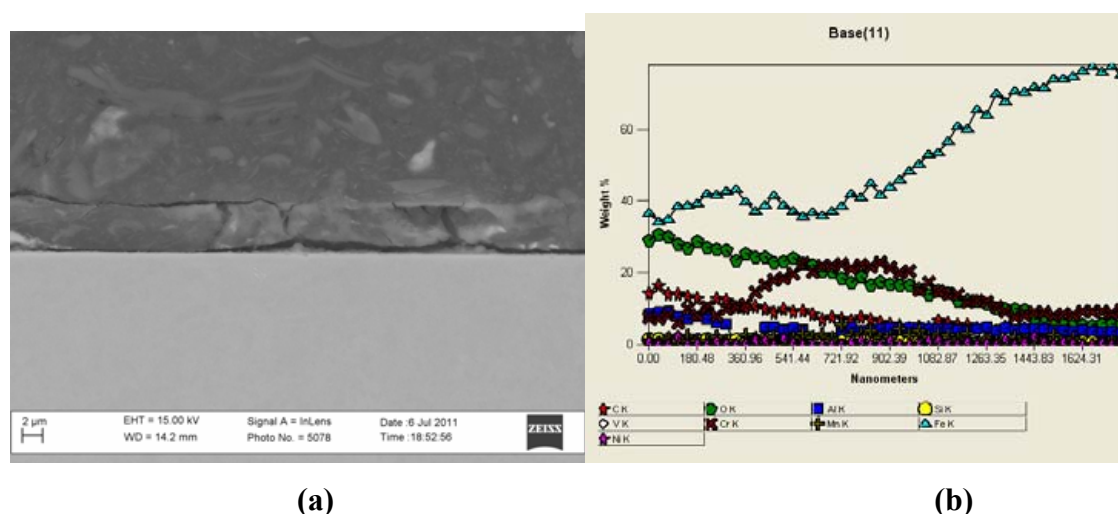 2 µm
EHT = 15.00 kV
WD = 14.2 mm
Signal A = InLens
Photo No. = 5078
Date :6 Jul 2011
Time :18:52:56
ZEISS
(a)
Base(11)
Weight %
60
40
20
0
0.00 180.48 360.96 541.44 721.92 902.39 1082.87 1263.35 1443.83 1624.31
Nanometers
C K O K Al K Si K
V K Cr K Mn K Fe K
Ni K
(b)